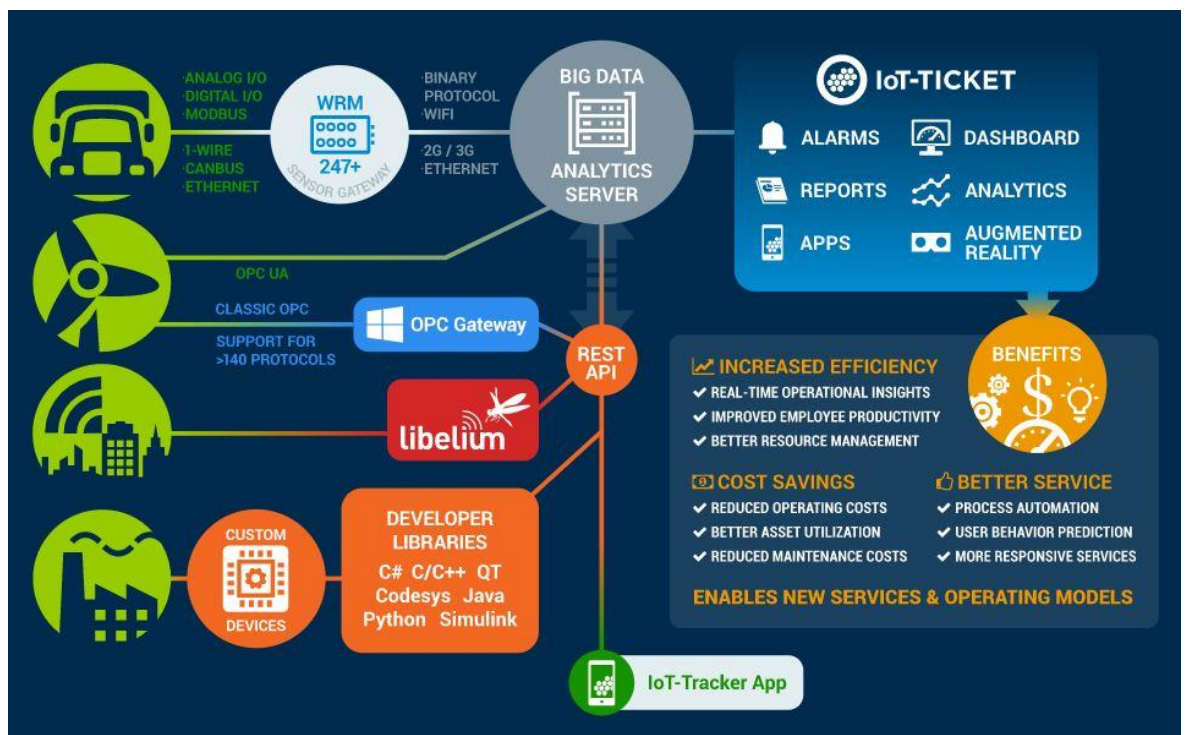 ·ANALOG I/O
·DIGITAL I/O
·MODBUS
·1-WIRE
·CANBUS
·ETHERNET
WRM
247+
SENSOR GATEWAY
·BINARY
PROTOCOL
·WIFI
·2G / 3G
·ETHERNET
BIG DATA
ANALYTICS
SERVER
IoT-TICKET
ALARMS
DASHBOARD
REPORTS
ANALYTICS
APPS
AUGMENTED
REALITY
OPC UA
CLASSIC OPC
SUPPORT FOR
>140 PROTOCOLS
OPC Gateway
REST
API
libelium
CUSTOM
DEVICES
DEVELOPER
LIBRARIES
C# C/C++ QT
Codesys Java
Python Simulink
IoT-Tracker App
BENEFITS
INCREASED EFFICIENCY
✓ REAL-TIME OPERATIONAL INSIGHTS
✓ IMPROVED EMPLOYEE PRODUCTIVITY
✓ BETTER RESOURCE MANAGEMENT
COST SAVINGS
✓ REDUCED OPERATING COSTS
✓ BETTER ASSET UTILIZATION
✓ REDUCED MAINTENANCE COSTS
BETTER SERVICE
✓ PROCESS AUTOMATION
✓ USER BEHAVIOR PREDICTION
✓ MORE RESPONSIVE SERVICES
ENABLES NEW SERVICES & OPERATING MODELS